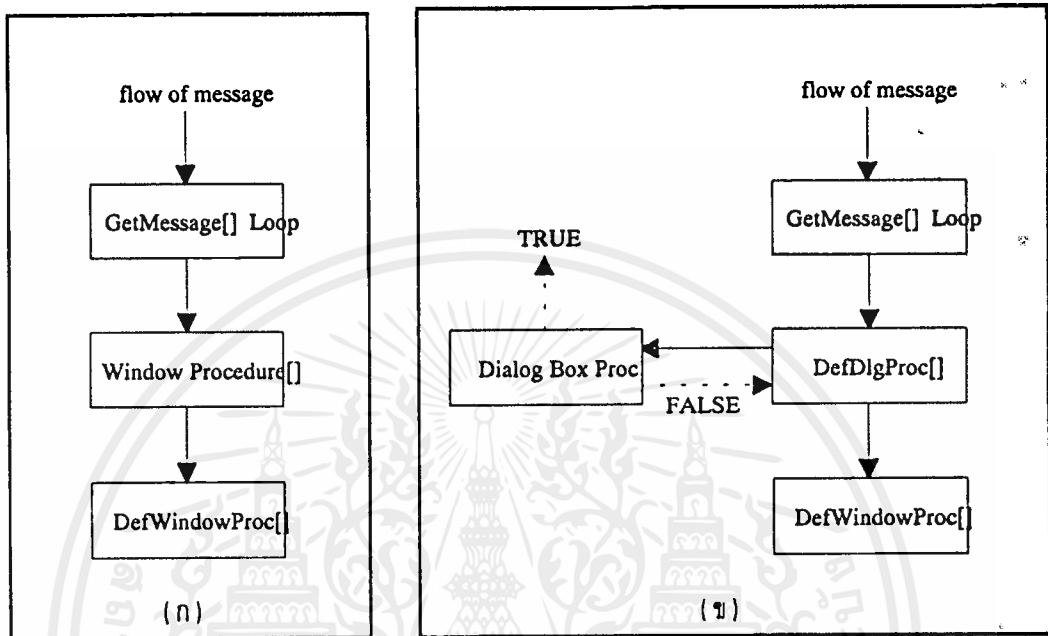 flow of message
GetMessage[] Loop
Window Procedure[]
DefWindowProc[]
(ก)
flow of message
GetMessage[] Loop
TRUE
Dialog Box Proc
DefDlgProc[]
FALSE
DefWindowProc[]
(ข)